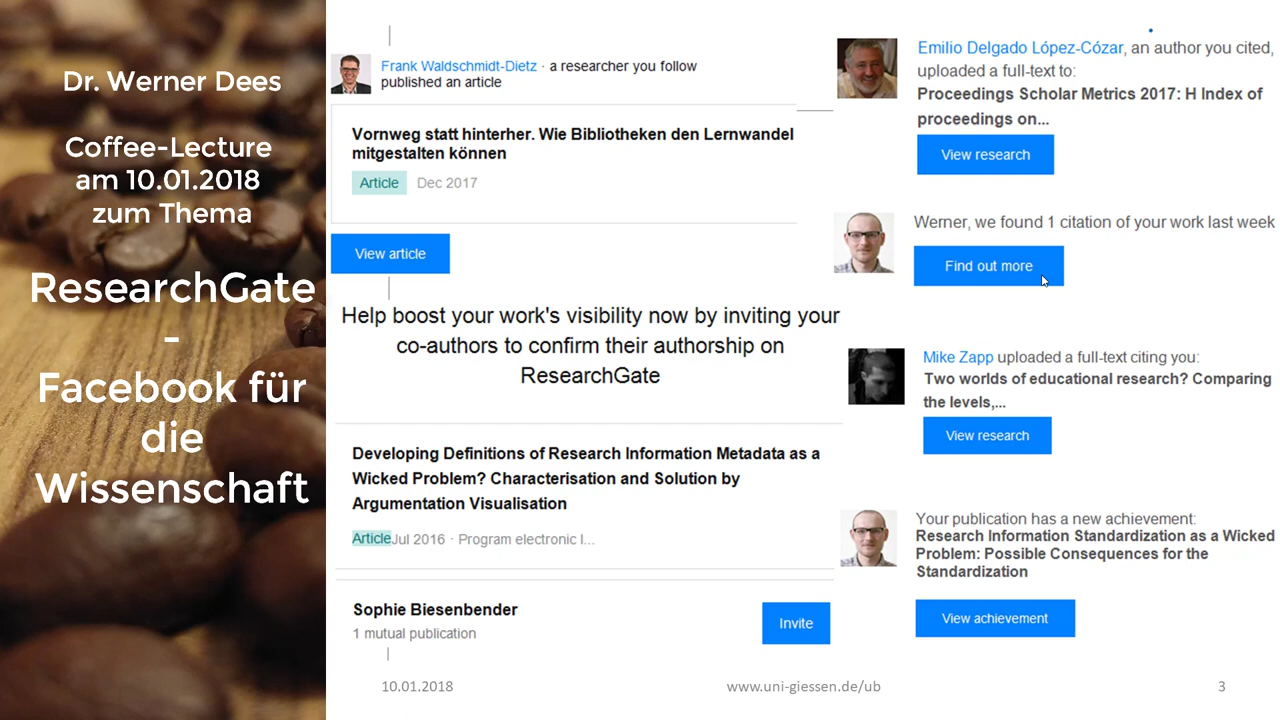 Dr. Werner Dees
Coffee-Lecture
am 10.01.2018
zum Thema
ResearchGate
-
Facebook für
die
Wissenschaft
Frank Waldschmidt-Dietz · a researcher you follow
published an article
Vornweg statt hinterher. Wie Bibliotheken den Lernwandel
mitgestalten können
Article Dec 2017
View article
Help boost your work's visibility now by inviting your
co-authors to confirm their authorship on
ResearchGate
Developing Definitions of Research Information Metadata as a
Wicked Problem? Characterisation and Solution by
Argumentation Visualisation
Article Jul 2016 · Program electronic l...
Sophie Biesenbender
1 mutual publication
Invite
Emilio Delgado López-Cózar, an author you cited,
uploaded a full-text to:
Proceedings Scholar Metrics 2017: H Index of
proceedings on...
View research
Werner, we found 1 citation of your work last week
Find out more
Mike Zapp uploaded a full-text citing you:
Two worlds of educational research? Comparing
the levels,...
View research
Your publication has a new achievement:
Research Information Standardization as a Wicked
Problem: Possible Consequences for the
Standardization
View achievement
10.01.2018
www.uni-giessen.de/ub
3